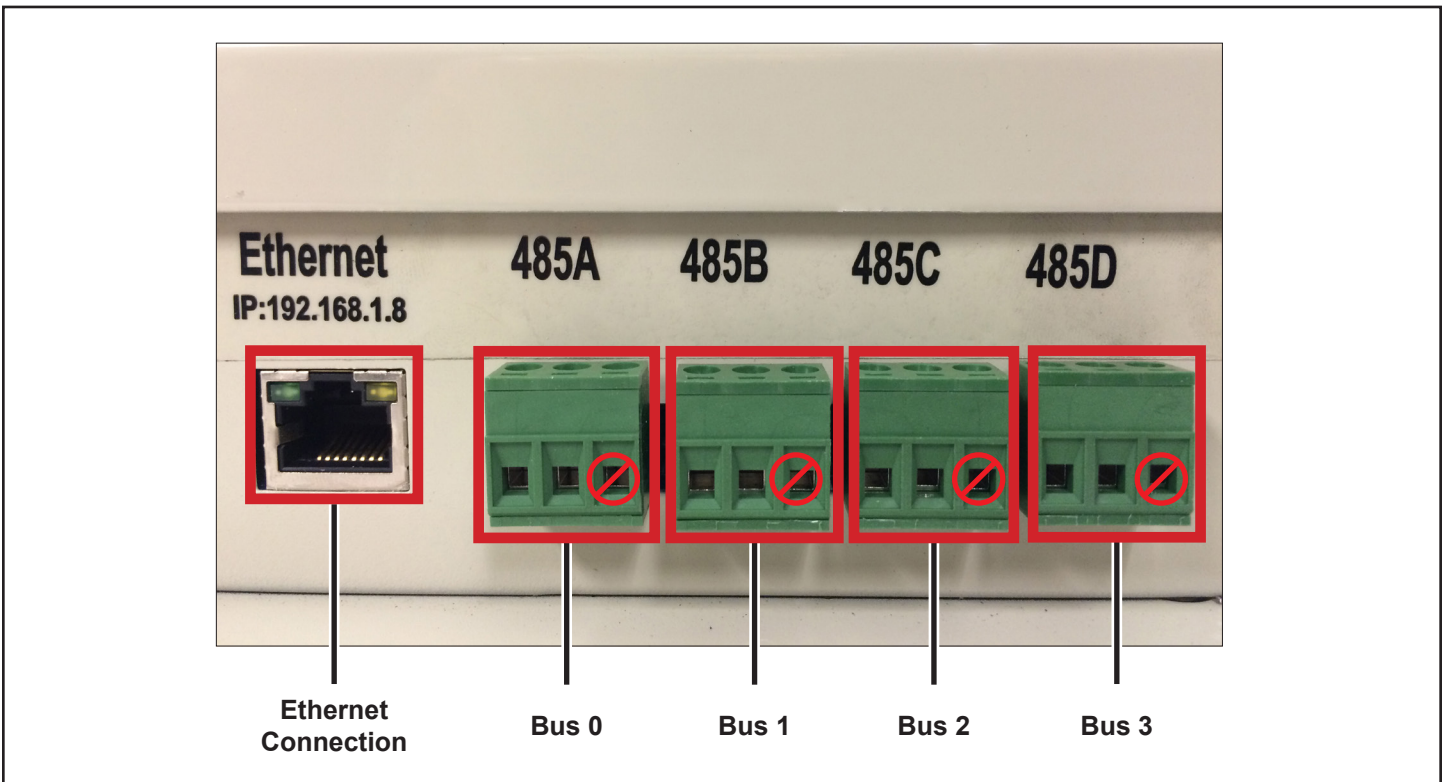 Ethernet 485A 485B 485C 485D
IP:192.168.1.8
Ethernet
Connection
Bus 0 Bus 1 Bus 2 Bus 3